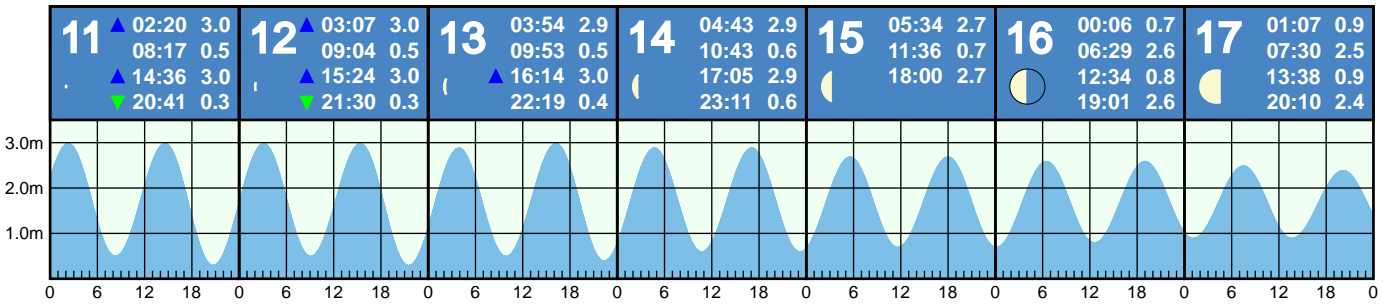 11 ▲ 02:20 3.0
08:17 0.5
▲ 14:36 3.0
▼ 20:41 0.3
12 ▲ 03:07 3.0
09:04 0.5
▲ 15:24 3.0
▼ 21:30 0.3
13 03:54 2.9
09:53 0.5
▲ 16:14 3.0
22:19 0.4
14 04:43 2.9
10:43 0.6
17:05 2.9
23:11 0.6
15 05:34 2.7
11:36 0.7
18:00 2.7
16 00:06 0.7
06:29 2.6
12:34 0.8
19:01 2.6
17 01:07 0.9
07:30 2.5
13:38 0.9
20:10 2.4
3.0m
2.0m
1.0m
0 6 12 18 0 6 12 18 0 6 12 18 0 6 12 18 0 6 12 18 0 6 12 18 0 6 12 18 0